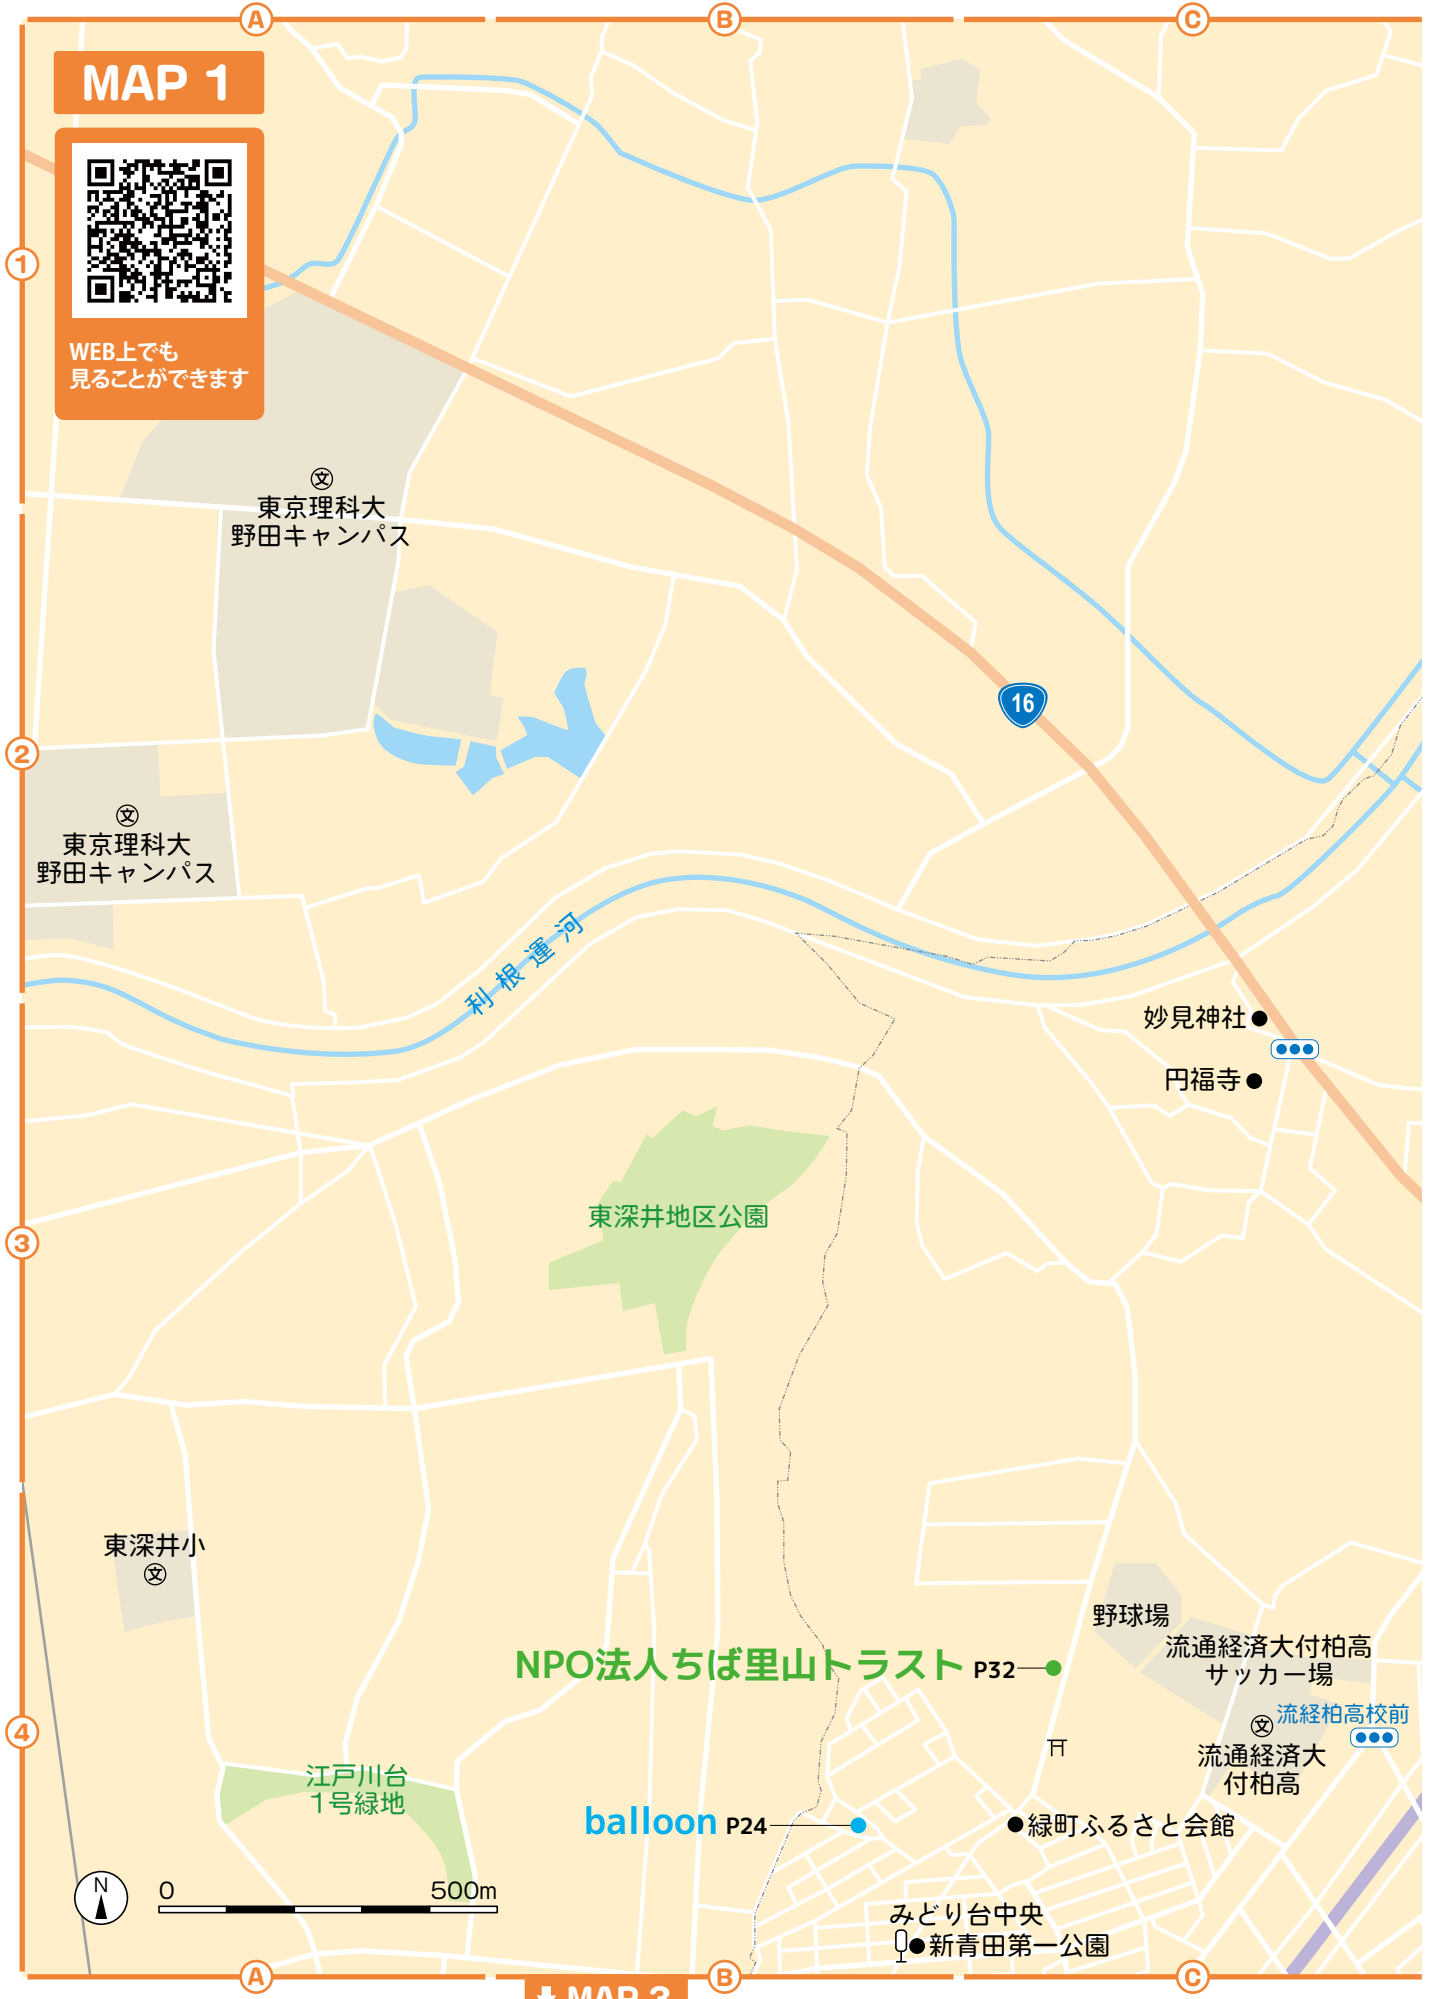 A
B
C
MAP 1
WEB上でも
見ることができます
1
文
東京理科大
野田キャンパス
16
2
文
東京理科大
野田キャンパス
利根運河
妙見神社
円福寺
東深井地区公園
3
東深井小
文
野球場
流通経済大付柏高
サッカー場
NPO法人ちば里山トラスト P32
流経柏高校前
文
流通経済大
付柏高
4
江戸川台
1号緑地
balloon P24
緑町ふるさと会館
N
0 500m
みどり台中央
新青田第一公園
A
B
C
MAP 3